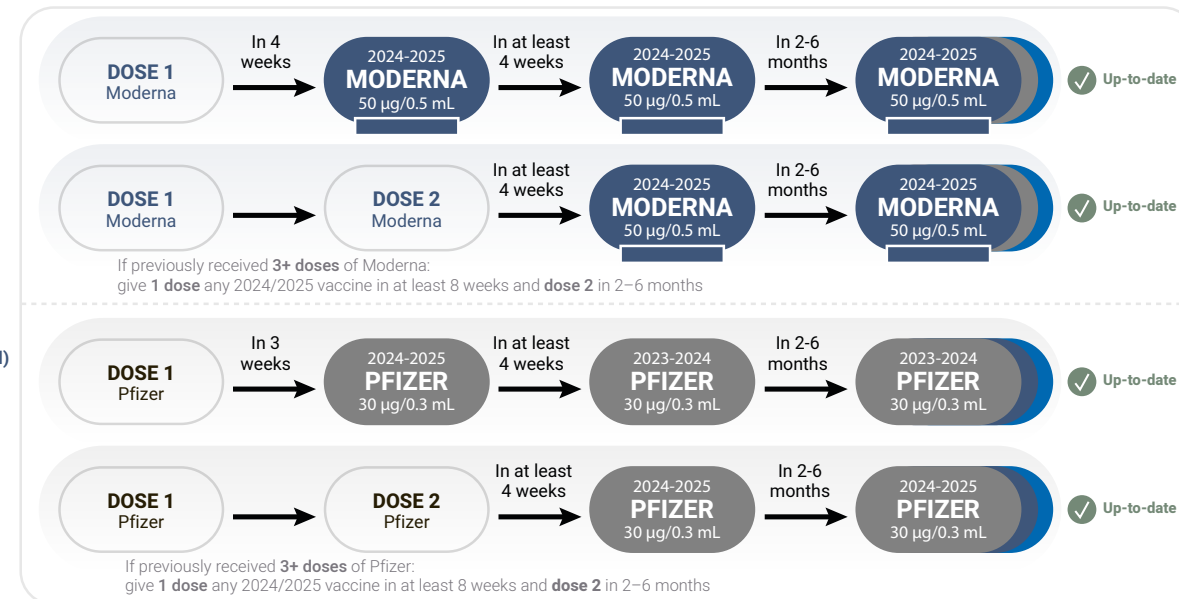 In 4
weeks
In at least
4 weeks
In 2-6
months
DOSE 1
Moderna
2024-2025
MODERNA
50 µg/0.5 mL
2024-2025
MODERNA
50 µg/0.5 mL
2024-2025
MODERNA
50 µg/0.5 mL
Up-to-date
In at least
4 weeks
In 2-6
months
DOSE 1
Moderna
DOSE 2
Moderna
2024-2025
MODERNA
50 µg/0.5 mL
2024-2025
MODERNA
50 µg/0.5 mL
Up-to-date
If previously received 3+ doses of Moderna:
give 1 dose any 2024/2025 vaccine in at least 8 weeks and dose 2 in 2–6 months
In 3
weeks
In at least
4 weeks
In 2-6
months
DOSE 1
Pfizer
2024-2025
PFIZER
30 µg/0.3 mL
2023-2024
PFIZER
30 µg/0.3 mL
2023-2024
PFIZER
30 µg/0.3 mL
Up-to-date
In at least
4 weeks
In 2-6
months
DOSE 1
Pfizer
DOSE 2
Pfizer
2024-2025
PFIZER
30 µg/0.3 mL
2024-2025
PFIZER
30 µg/0.3 mL
Up-to-date
If previously received 3+ doses of Pfizer:
give 1 dose any 2024/2025 vaccine in at least 8 weeks and dose 2 in 2–6 months